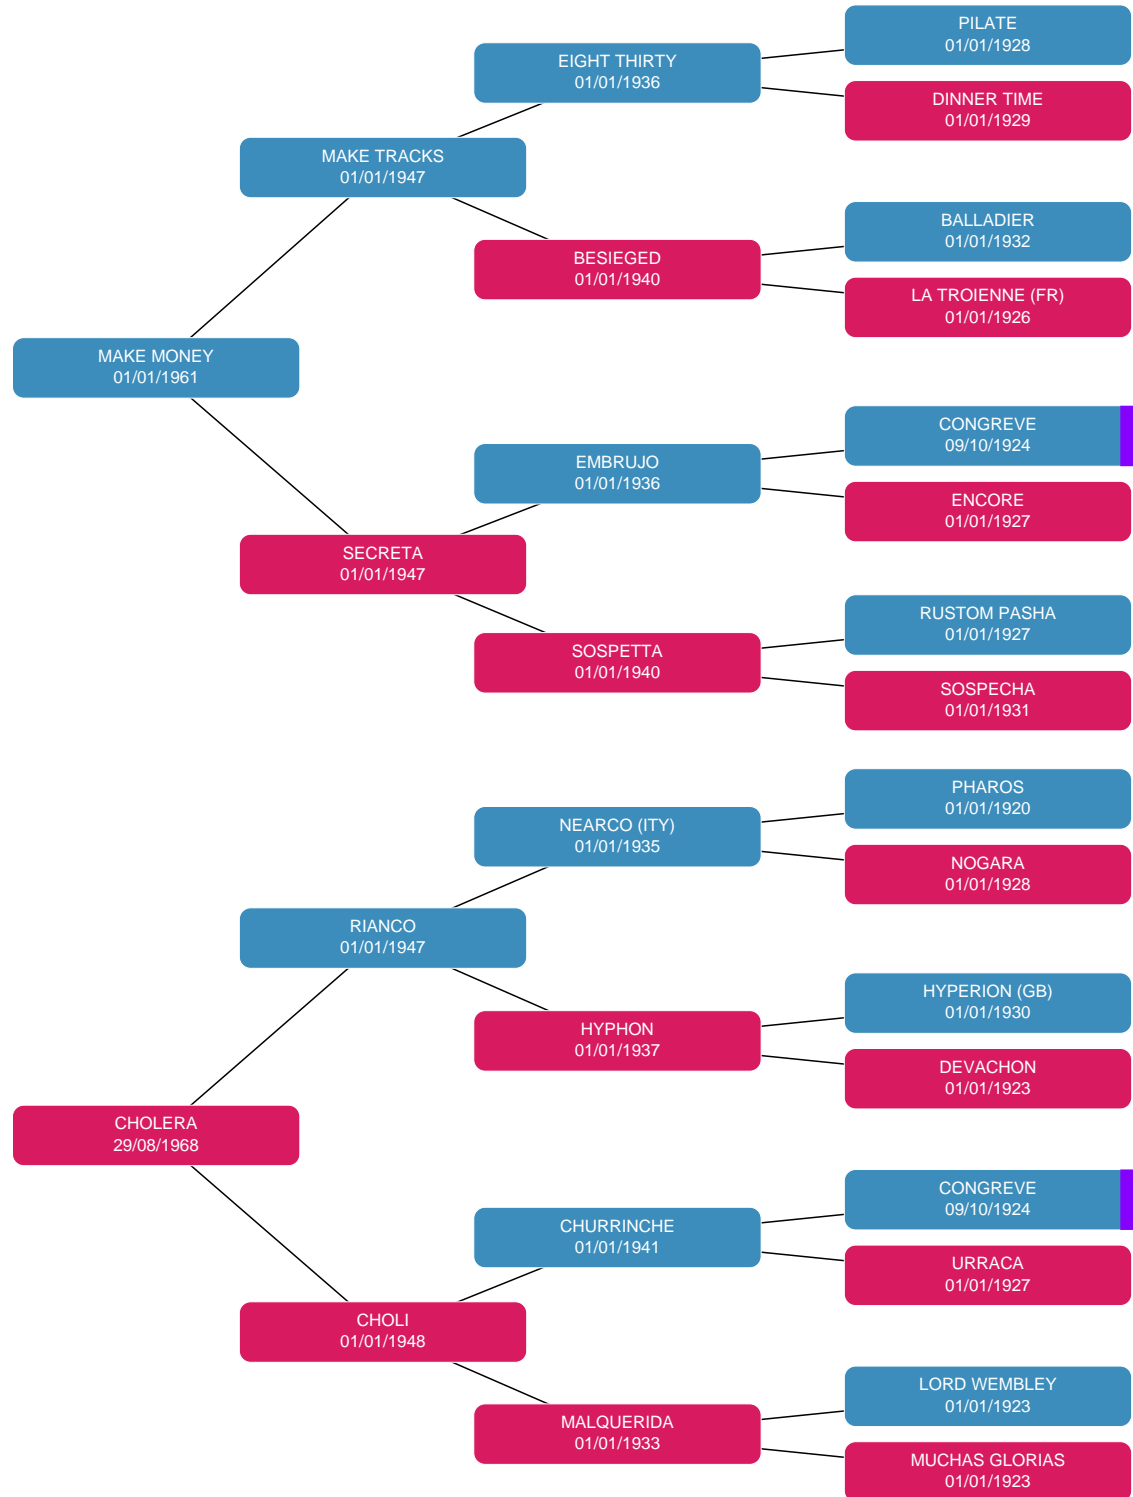 PILATE
01/01/1928
EIGHT THIRTY
01/01/1936
DINNER TIME
01/01/1929
MAKE TRACKS
01/01/1947
BALLADIER
01/01/1932
BESIEGED
01/01/1940
LA TROIENNE (FR)
01/01/1926
MAKE MONEY
01/01/1961
CONGREVE
09/10/1924
EMBRUJO
01/01/1936
ENCORE
01/01/1927
SECRETA
01/01/1947
RUSTOM PASHA
01/01/1927
SOSPETTA
01/01/1940
SOSPECHA
01/01/1931
PHAROS
01/01/1920
NEARCO (ITY)
01/01/1935
NOGARA
01/01/1928
RIANCO
01/01/1947
HYPERION (GB)
01/01/1930
HYPHON
01/01/1937
DEVACHON
01/01/1923
CHOLERA
29/08/1968
CONGREVE
09/10/1924
CHURRINCHE
01/01/1941
URRACA
01/01/1927
CHOLI
01/01/1948
LORD WEMBLEY
01/01/1923
MALQUERIDA
01/01/1933
MUCHAS GLORIAS
01/01/1923